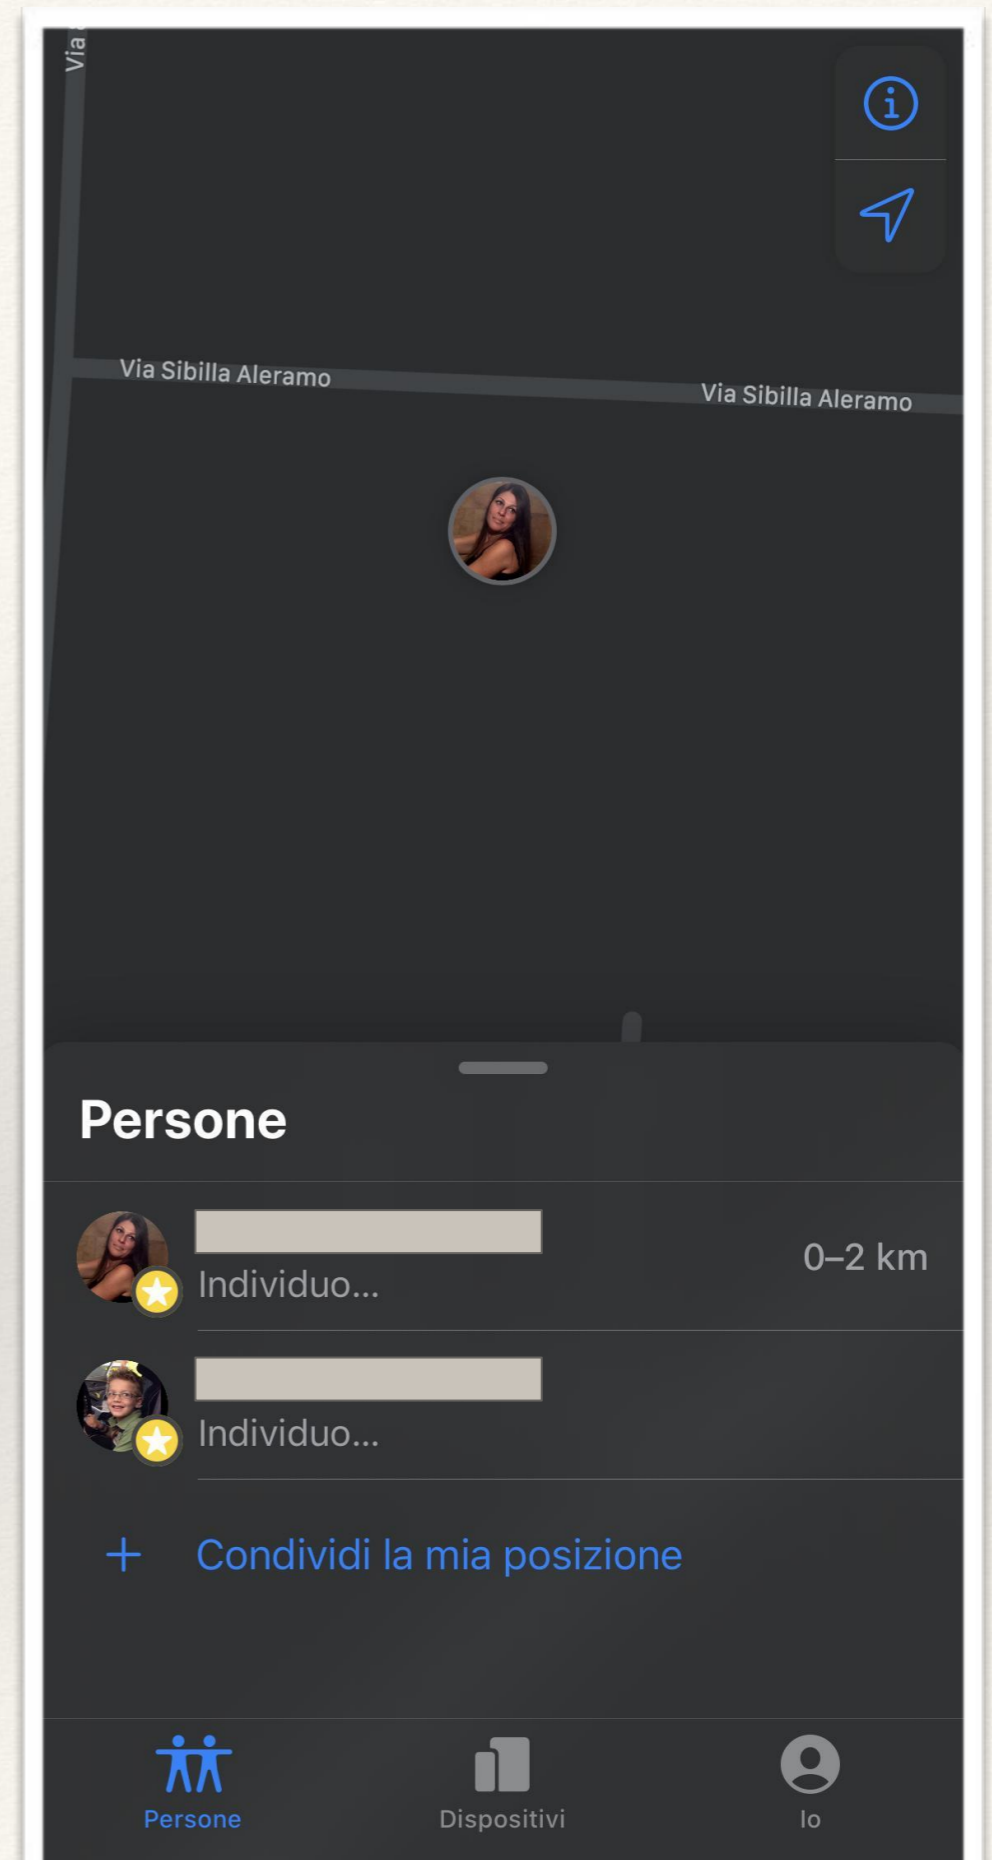 Via
Via Sibilla Aleramo
Via Sibilla Aleramo
Persone
0–2 km
Individuo...
Individuo...
+ Condividi la mia posizione
Persone
Dispositivi
Io